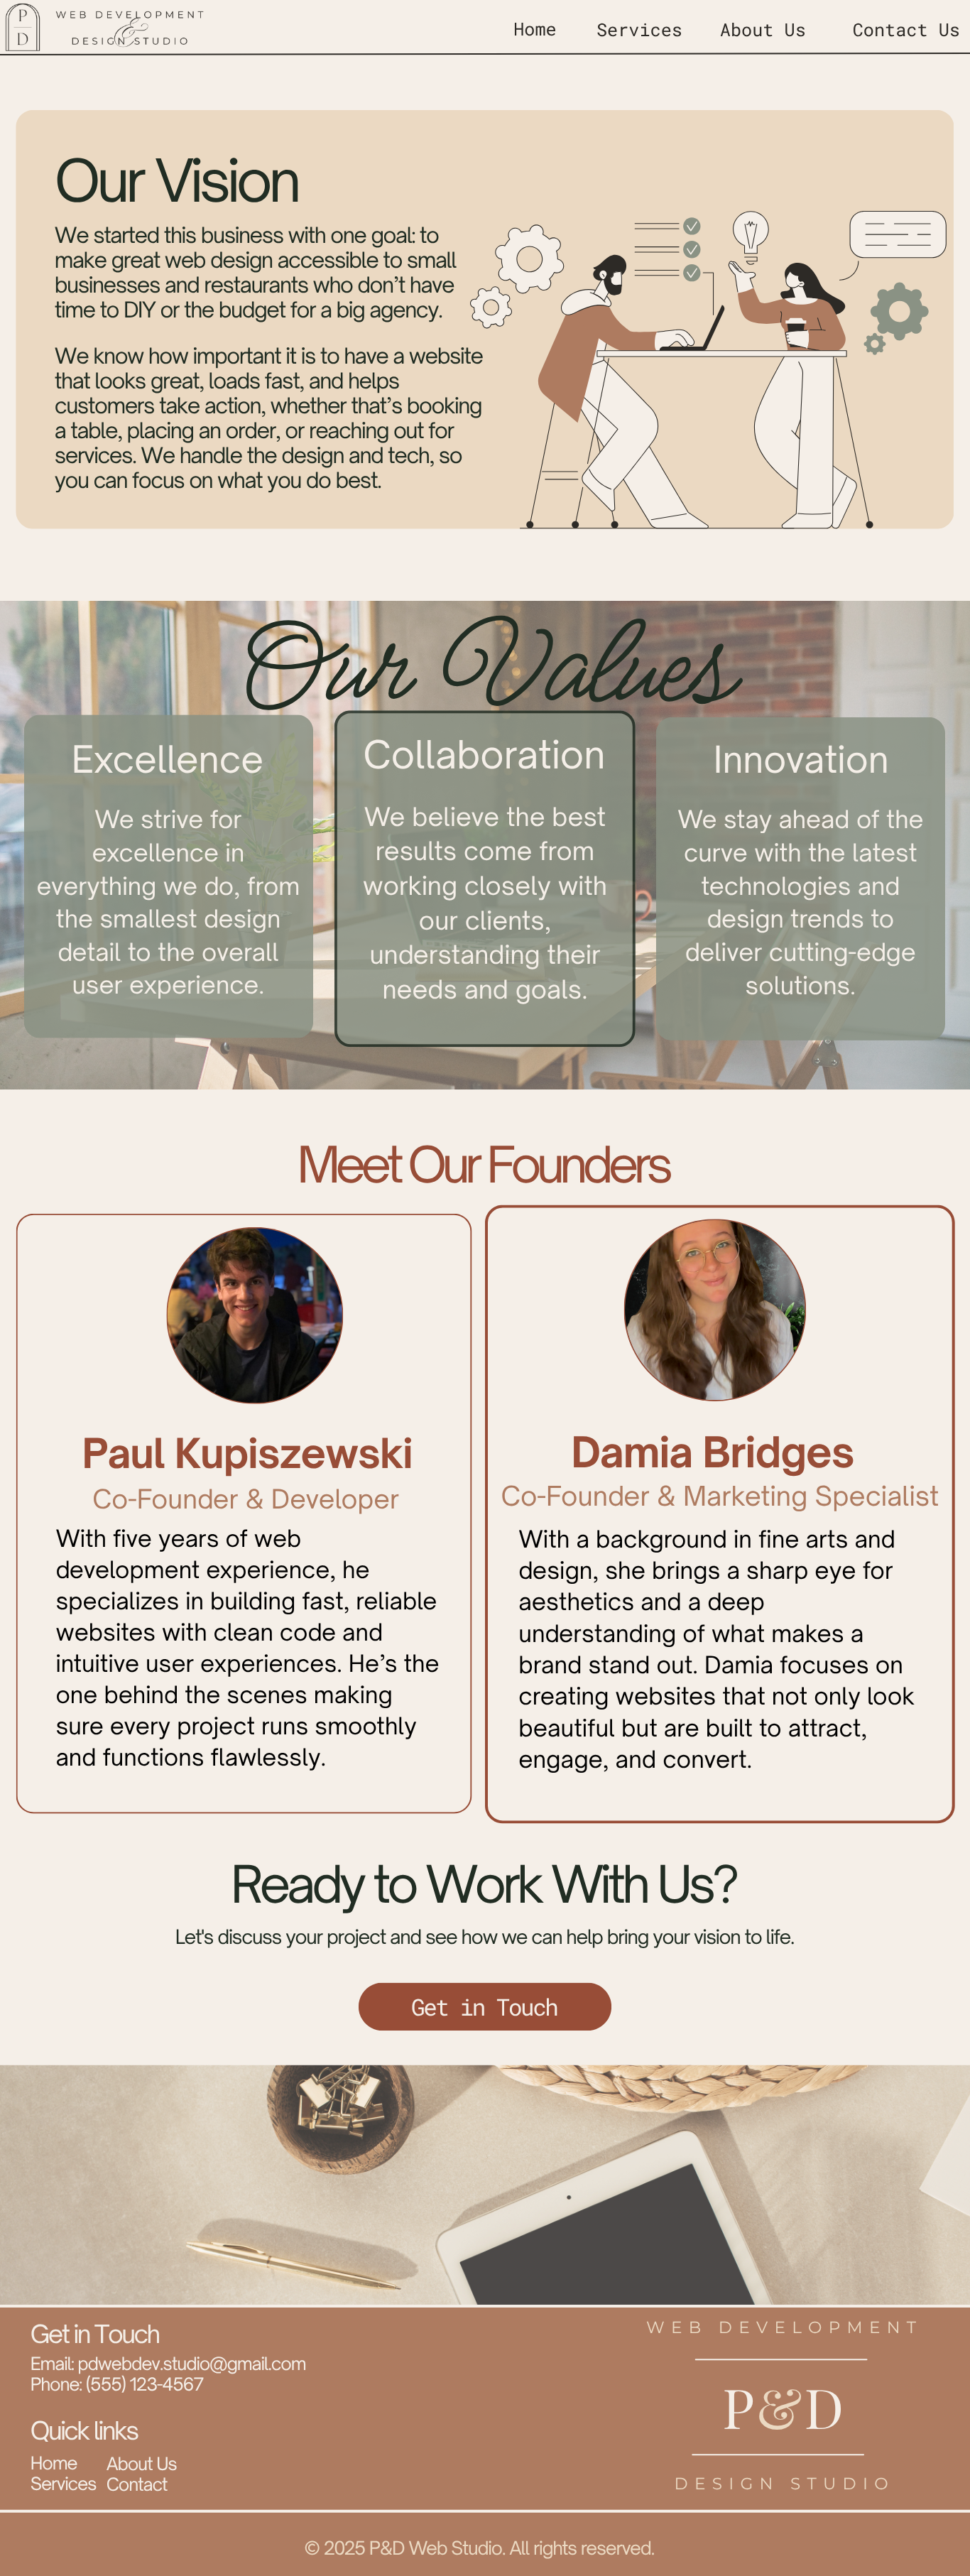 P
D
WEB DEVELOPMENT
&
DESIGN STUDIO
Home Services About Us Contact Us
Our Vision
We started this business with one goal: to
make great web design accessible to small
businesses and restaurants who don’t have
time to DIY or the budget for a big agency.
We know how important it is to have a website
that looks great, loads fast, and helps
customers take action, whether that’s booking
a table, placing an order, or reaching out for
services. We handle the design and tech, so
you can focus on what you do best.
Our Values
Excellence
We strive for
excellence in
everything we do, from
the smallest design
detail to the overall
user experience.
Collaboration
We believe the best
results come from
working closely with
our clients,
understanding their
needs and goals.
Innovation
We stay ahead of the
curve with the latest
technologies and
design trends to
deliver cutting-edge
solutions.
Meet Our Founders
Paul Kupiszewski
Co-Founder & Developer
With five years of web
development experience, he
specializes in building fast, reliable
websites with clean code and
intuitive user experiences. He’s the
one behind the scenes making
sure every project runs smoothly
and functions flawlessly.
Damia Bridges
Co-Founder & Marketing Specialist
With a background in fine arts and
design, she brings a sharp eye for
aesthetics and a deep
understanding of what makes a
brand stand out. Damia focuses on
creating websites that not only look
beautiful but are built to attract,
engage, and convert.
Ready to Work With Us?
Let's discuss your project and see how we can help bring your vision to life.
Get in Touch
Get in Touch
Email: pdwebdev.studio@gmail.com
Phone: (555) 123-4567
Quick links
Home About Us
Services Contact
WEB DEVELOPMENT
P&D
DESIGN STUDIO
© 2025 P&D Web Studio. All rights reserved.